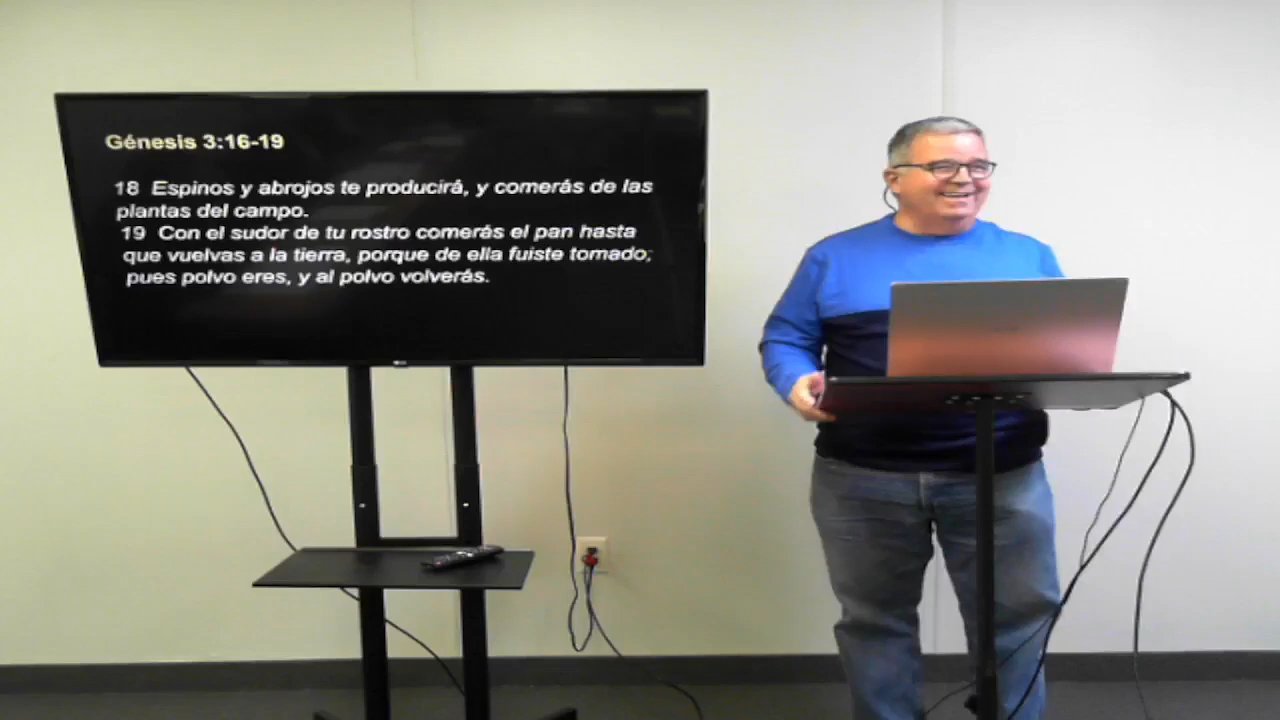 Génesis 3:16-19
18 Espinos y abrojos te producirá, y comerás de las
plantas del campo.
19 Con el sudor de tu rostro comerás el pan hasta
que vuelvas a la tierra, porque de ella fuiste tomado;
pues polvo eres, y al polvo volverás.